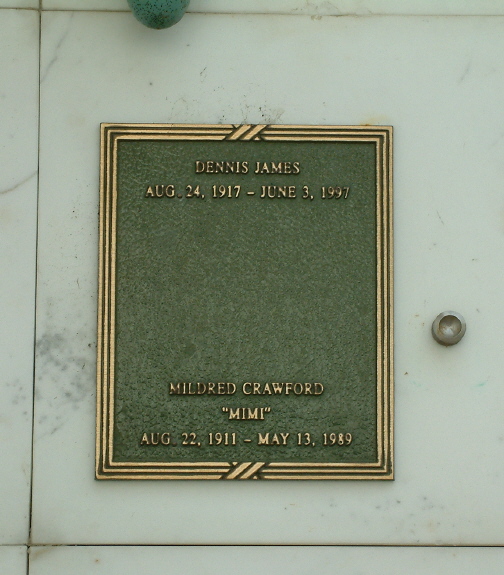 DENNIS JAMES
AUG. 24, 1917 – JUNE 3, 1997
MILDRED CRAWFORD
"MIMI"
AUG. 22, 1911 – MAY 13, 1989